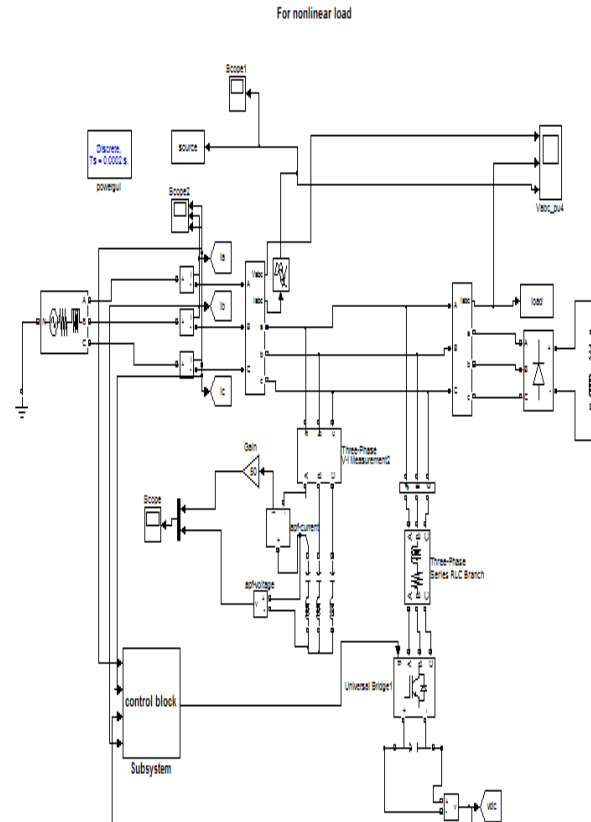 For nonlinear load
Scope1
Discrete,
Ts = 0.0002 s.
powergui
source
Vabc_pu4
Scope2
Ia
Ib
Ic
Vabc
Iabc
A
B
C
a
b
c
N
A
B
C
Iabc
A
B
C
a
b
c
load
A
B
C
+
-
Gain
50
Three-Phase
V-I Measurement2
Scope
apf-current
apf-voltage
Three-Phase
Series RLC Branch
A
B
C
A
B
C
control block
Subsystem
Universal Bridge1
g
A
B
C
+
-
v
vdc